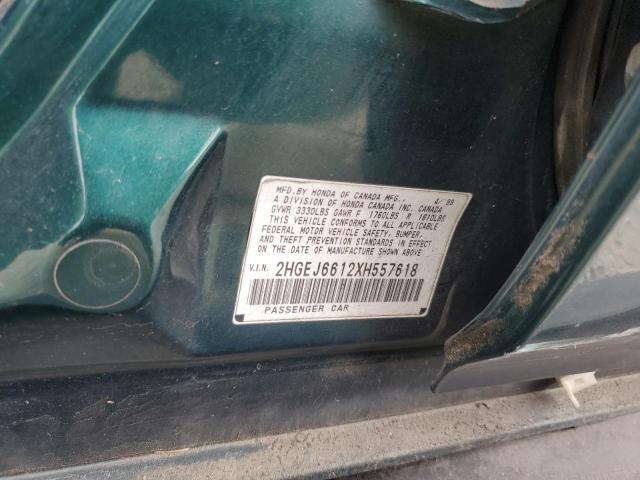 MFD.BY HONDA OF CANADA MFG., 4/99
A DIVISION OF HONDA CANADA INC. CANADA
GVWR 3330LBS GAWR F 1760LBS R 1610LBS
THIS VEHICLE CONFORMS TO ALL APPLICABLE
FEDERAL MOTOR VEHICLE SAFETY, BUMPER,
AND THEFT PREVENTION STANDARDS IN EFFECT
ON THE DATE OF MANUFACTURE SHOWN ABOVE.
V.I.N. 2HGEJ6612XH557618
PASSENGER CAR